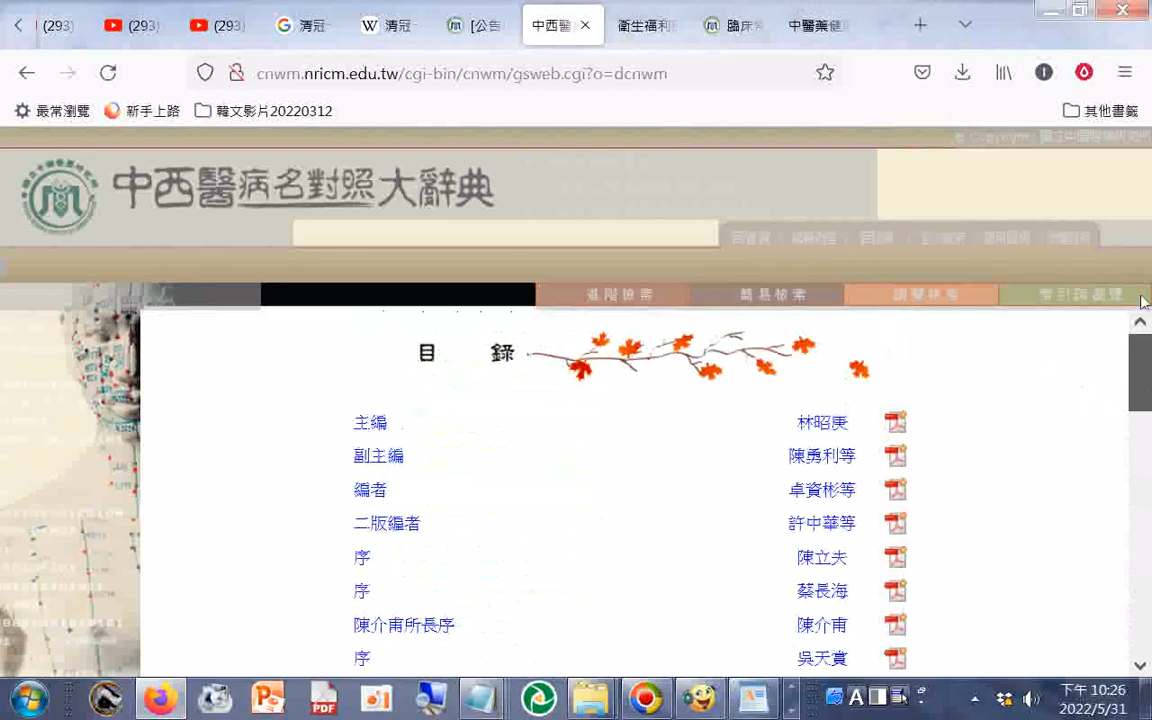 (293)
(293)
(293)
清冠
清冠
[公告
中西醫
衛生福利
臨床
中醫藥健
cnwm.nricm.edu.tw/cgi-bin/cnwm/gsweb.cgi?o=dcnwm
最常瀏覽
新手上路
韓文影片20220312
其他書籤
中西醫病名對照大辭典
進階檢索
簡易檢索
瀏覽辭典
索引詞瀏覽
目 錄
主編 林昭庚
副主編 陳勇利等
編者 卓資彬等
二版編者 許中華等
序 陳立夫
序 蔡長海
陳介甫所長序 陳介甫
序 吳天賞
A
下午 10:26
2022/5/31